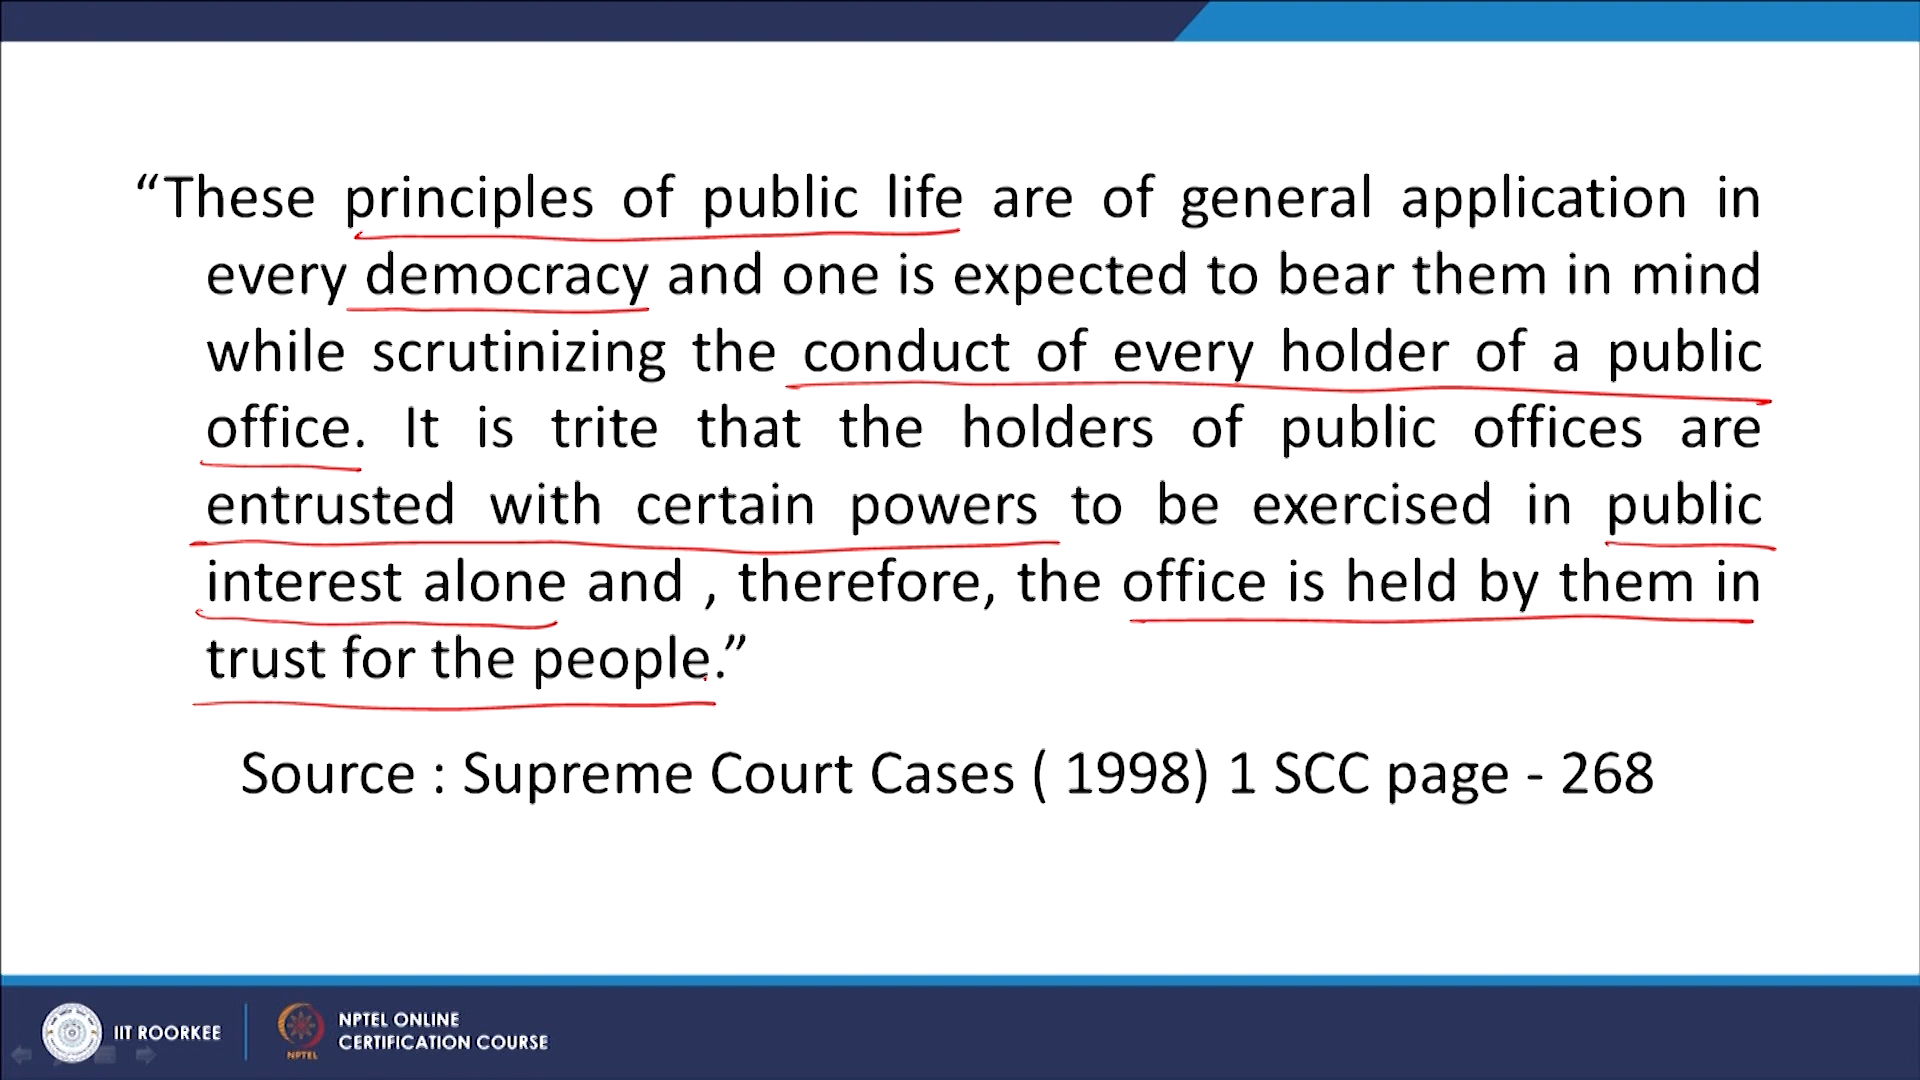 “These principles of public life are of general application in
every democracy and one is expected to bear them in mind
while scrutinizing the conduct of every holder of a public
office. It is trite that the holders of public offices are
entrusted with certain powers to be exercised in public
interest alone and , therefore, the office is held by them in
trust for the people.”
Source : Supreme Court Cases ( 1998) 1 SCC page - 268
IIT ROORKEE
NPTEL
NPTEL ONLINE
CERTIFICATION COURSE